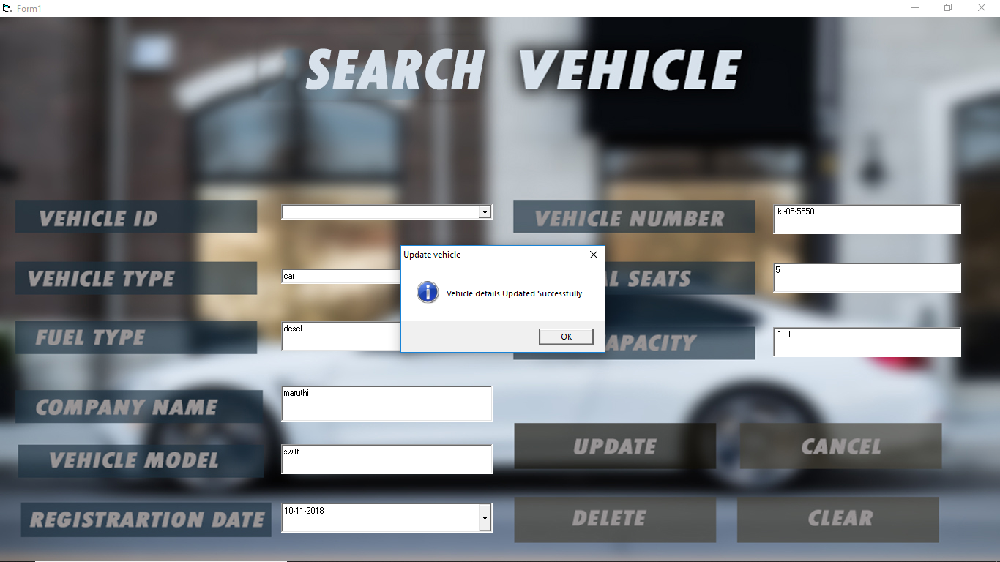 Form1
SEARCH VEHICLE
VEHICLE ID
1
VEHICLE NUMBER
kl-05-5550
Update vehicle
Vehicle details Updated Successfully
OK
VEHICLE TYPE
car
SEATS
5
FUEL TYPE
desel
APACITY
10 L
COMPANY NAME
maruthi
VEHICLE MODEL
swift
UPDATE
CANCEL
REGISTRARTION DATE
10-11-2018
DELETE
CLEAR